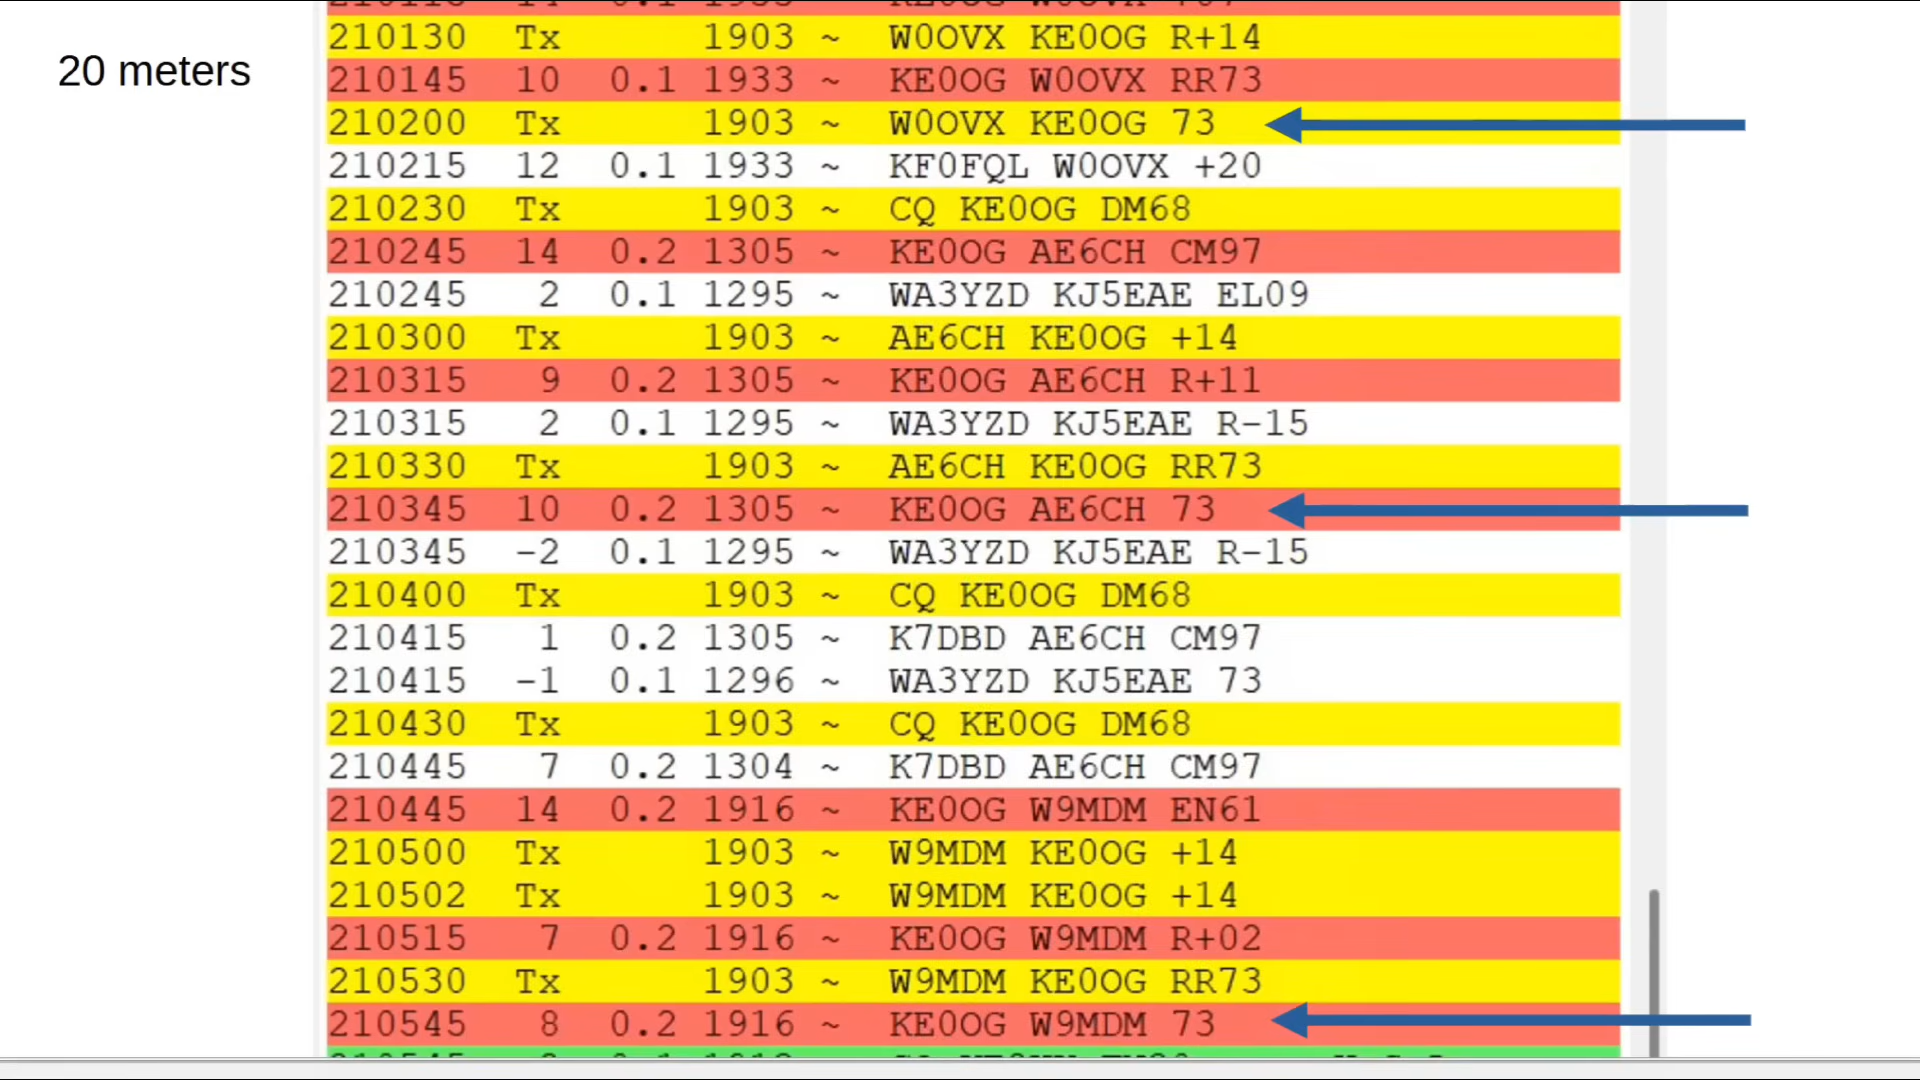 20 meters
210130 Tx 1903 ~ W0OVX KE0OG R+14
210145 10 0.1 1933 ~ KE0OG W0OVX RR73
210200 Tx 1903 ~ W0OVX KE0OG 73
210215 12 0.1 1933 ~ KF0FQL W0OVX +20
210230 Tx 1903 ~ CQ KE0OG DM68
210245 14 0.2 1305 ~ KE0OG AE6CH CM97
210245 2 0.1 1295 ~ WA3YZD KJ5EAE EL09
210300 Tx 1903 ~ AE6CH KE0OG +14
210315 9 0.2 1305 ~ KE0OG AE6CH R+11
210315 2 0.1 1295 ~ WA3YZD KJ5EAE R-15
210330 Tx 1903 ~ AE6CH KE0OG RR73
210345 10 0.2 1305 ~ KE0OG AE6CH 73
210345 -2 0.1 1295 ~ WA3YZD KJ5EAE R-15
210400 Tx 1903 ~ CQ KE0OG DM68
210415 1 0.2 1305 ~ K7DBD AE6CH CM97
210415 -1 0.1 1296 ~ WA3YZD KJ5EAE 73
210430 Tx 1903 ~ CQ KE0OG DM68
210445 7 0.2 1304 ~ K7DBD AE6CH CM97
210445 14 0.2 1916 ~ KE0OG W9MDM EN61
210500 Tx 1903 ~ W9MDM KE0OG +14
210502 Tx 1903 ~ W9MDM KE0OG +14
210515 7 0.2 1916 ~ KE0OG W9MDM R+02
210530 Tx 1903 ~ W9MDM KE0OG RR73
210545 8 0.2 1916 ~ KE0OG W9MDM 73